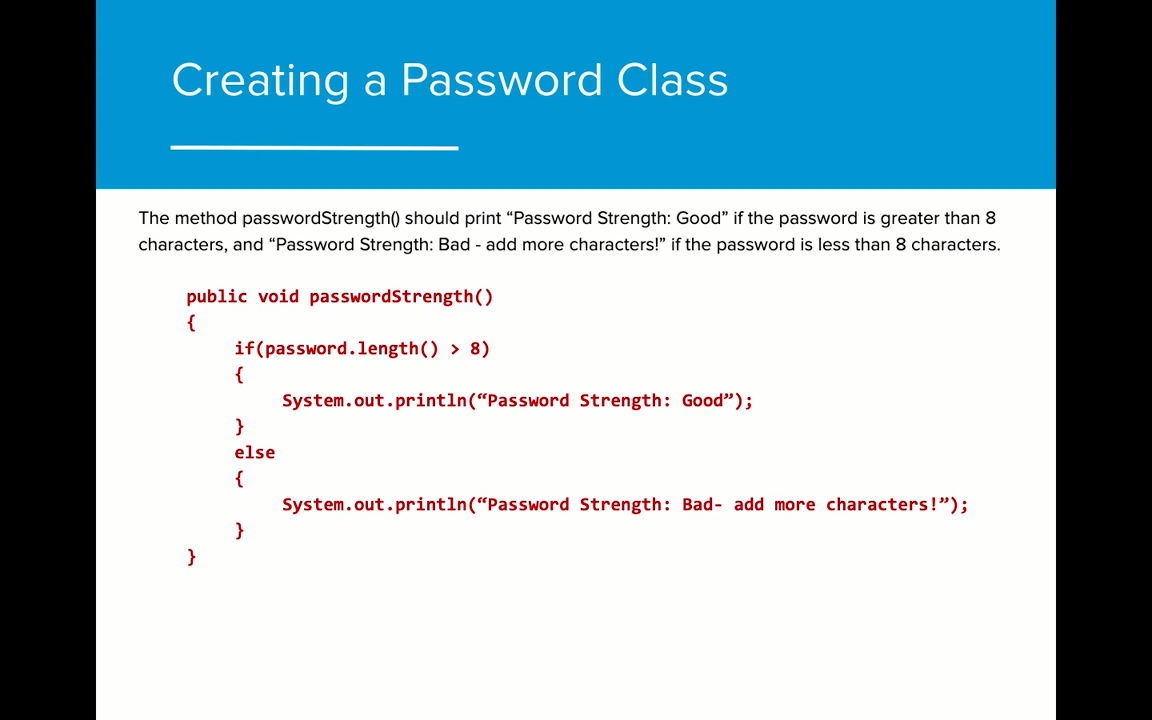 Creating a Password Class
The method passwordStrength() should print “Password Strength: Good” if the password is greater than 8
characters, and “Password Strength: Bad - add more characters!” if the password is less than 8 characters.
public void passwordStrength()
{
if(password.length() > 8)
{
System.out.println(“Password Strength: Good”);
}
else
{
System.out.println(“Password Strength: Bad- add more characters!”);
}
}